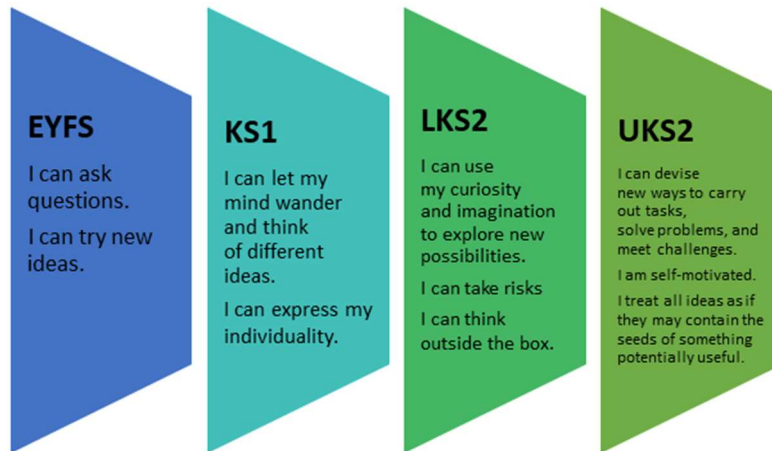 EYFS
I can ask
questions.
I can try new
ideas.
KS1
I can let my
mind wander
and think
of different
ideas.
I can express my
individuality.
LKS2
I can use
my curiosity
and imagination
to explore new
possibilities.
I can take risks
I can think
outside the box.
UKS2
I can devise
new ways to carry
out tasks,
solve problems, and
meet challenges.
I am self-motivated.
I treat all ideas as if
they may contain the
seeds of something
potentially useful.